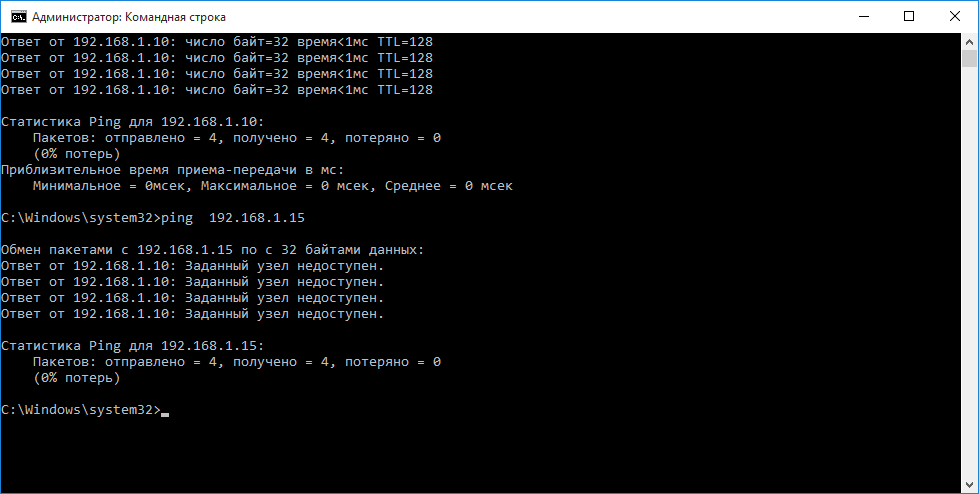 Администратор: Командная строка
Ответ от 192.168.1.10: число байт=32 время<1мс TTL=128
Ответ от 192.168.1.10: число байт=32 время<1мс TTL=128
Ответ от 192.168.1.10: число байт=32 время<1мс TTL=128
Ответ от 192.168.1.10: число байт=32 время<1мс TTL=128
Статистика Ping для 192.168.1.10:
    Пакетов: отправлено = 4, получено = 4, потеряно = 0
    (0% потерь)
Приблизительное время приема-передачи в мс:
    Минимальное = 0мсек, Максимальное = 0 мсек, Среднее = 0 мсек
C:\Windows\system32>ping  192.168.1.15
Обмен пакетами с 192.168.1.15 по с 32 байтами данных:
Ответ от 192.168.1.10: Заданный узел недоступен.
Ответ от 192.168.1.10: Заданный узел недоступен.
Ответ от 192.168.1.10: Заданный узел недоступен.
Ответ от 192.168.1.10: Заданный узел недоступен.
Статистика Ping для 192.168.1.15:
    Пакетов: отправлено = 4, получено = 4, потеряно = 0
    (0% потерь)
C:\Windows\system32>